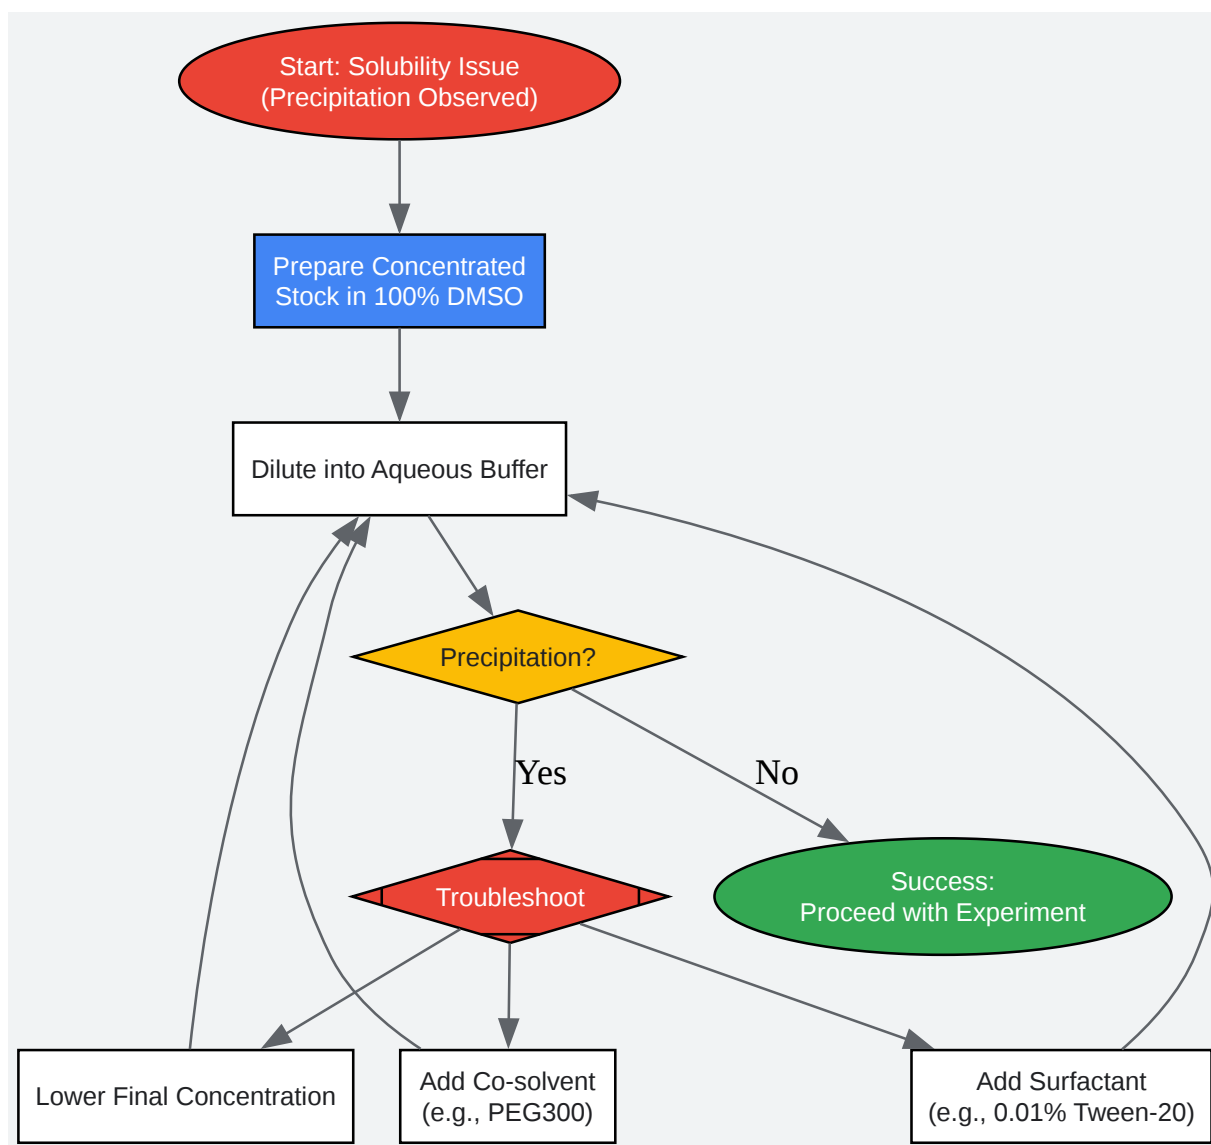 Start: Solubility Issue
(Precipitation Observed)
Prepare Concentrated
Stock in 100% DMSO
Dilute into Aqueous Buffer
Precipitation?
Yes
No
Troubleshoot
Success:
Proceed with Experiment
Lower Final Concentration
Add Co-solvent
(e.g., PEG300)
Add Surfactant
(e.g., 0.01% Tween-20)